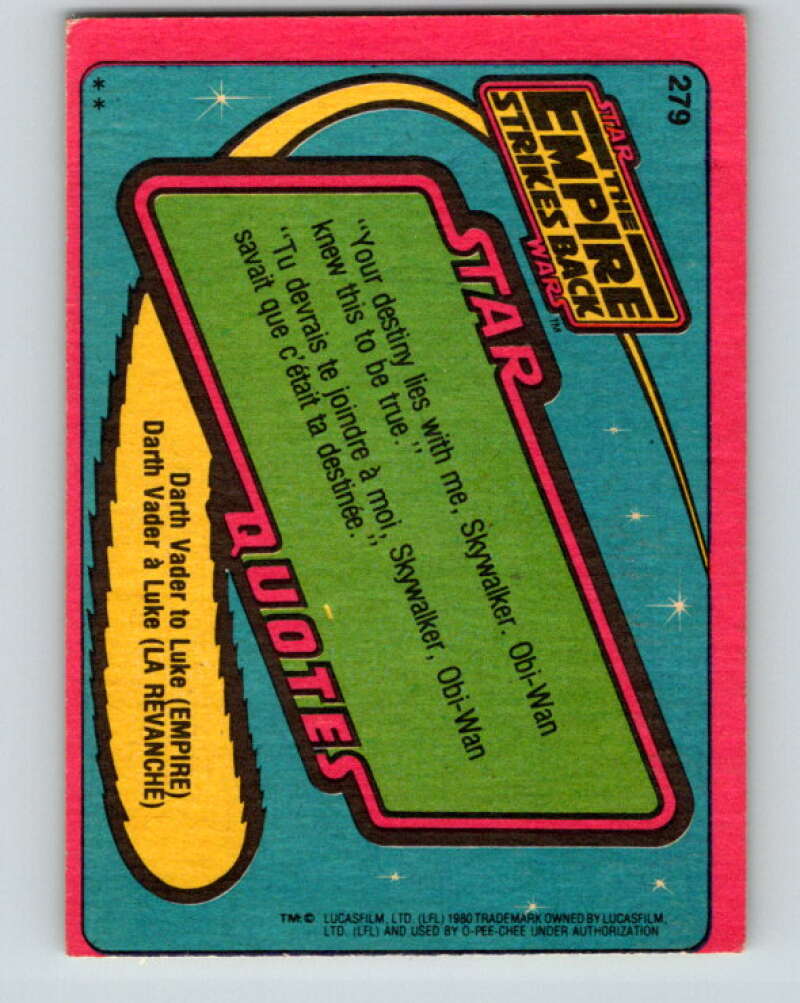 279
STAR
THE
EMPIRE
STRIKES BACK
WARS™
STAR
"Your destiny lies with me, Skywalker. Obi-Wan
knew this to be true."
"Tu devrais te joindre à moi, Skywalker, Obi-Wan
savait que c'était ta destinée."
QUOTES
Darth Vader to Luke (EMPIRE)
Darth Vader à Luke (LA REVANCHE)
**
TM: © LUCASFILM, LTD. (LFL) 1980 TRADEMARK OWNED BY LUCASFILM,
LTD. (LFL) AND USED BY O-PEE-CHEE UNDER AUTHORIZATION